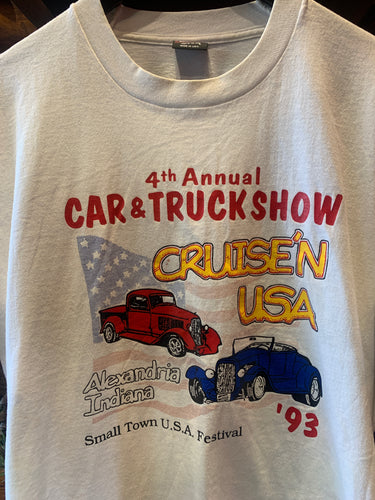 4th Annual
CAR & TRUCK SHOW
CRUISE'N
USA
Alexandria
Indiana
'93
Small Town U.S.A. Festival